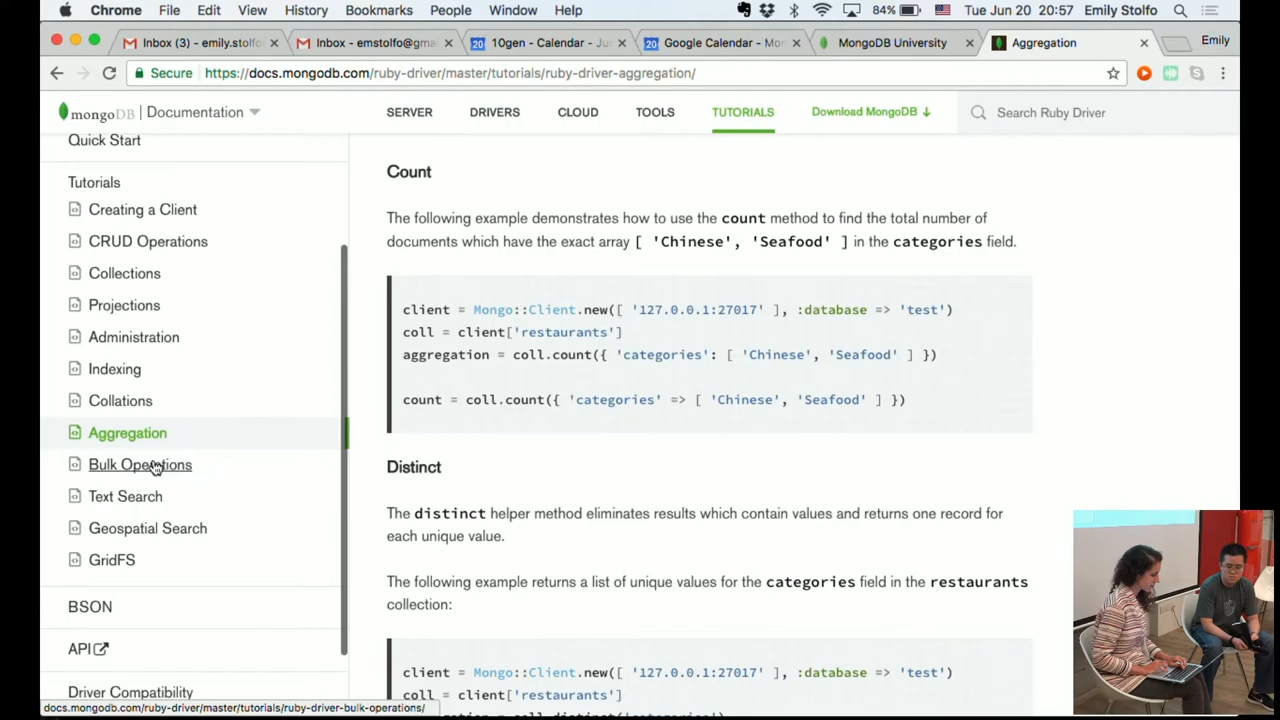 Chrome File Edit View History Bookmarks People Window Help 84% Tue Jun 20 20:57 Emily Stolfo
Inbox (3) - emily.stolfo
Inbox - emstolfo@gma
10gen - Calendar - Ju
Google Calendar - Mo
MongoDB University
Aggregation
Emily
Secure https://docs.mongodb.com/ruby-driver/master/tutorials/ruby-driver-aggregation/
mongoDB Documentation
SERVER DRIVERS CLOUD TOOLS TUTORIALS Download MongoDB Search Ruby Driver
Quick Start
Tutorials
Creating a Client
CRUD Operations
Collections
Projections
Administration
Indexing
Collations
Aggregation
Bulk Operations
Text Search
Geospatial Search
GridFS
BSON
API
Driver Compatibility
docs.mongodb.com/ruby-driver/master/tutorials/ruby-driver-bulk-operations/
Count
The following example demonstrates how to use the count method to find the total number of
documents which have the exact array [ 'Chinese', 'Seafood' ] in the categories field.
client = Mongo::Client.new([ '127.0.0.1:27017' ], :database => 'test')
coll = client['restaurants']
aggregation = coll.count({ 'categories': [ 'Chinese', 'Seafood' ] })
count = coll.count({ 'categories' => [ 'Chinese', 'Seafood' ] })
Distinct
The distinct helper method eliminates results which contain values and returns one record for
each unique value.
The following example returns a list of unique values for the categories field in the restaurants
collection:
client = Mongo::Client.new([ '127.0.0.1:27017' ], :database => 'test')
coll = client['restaurants']